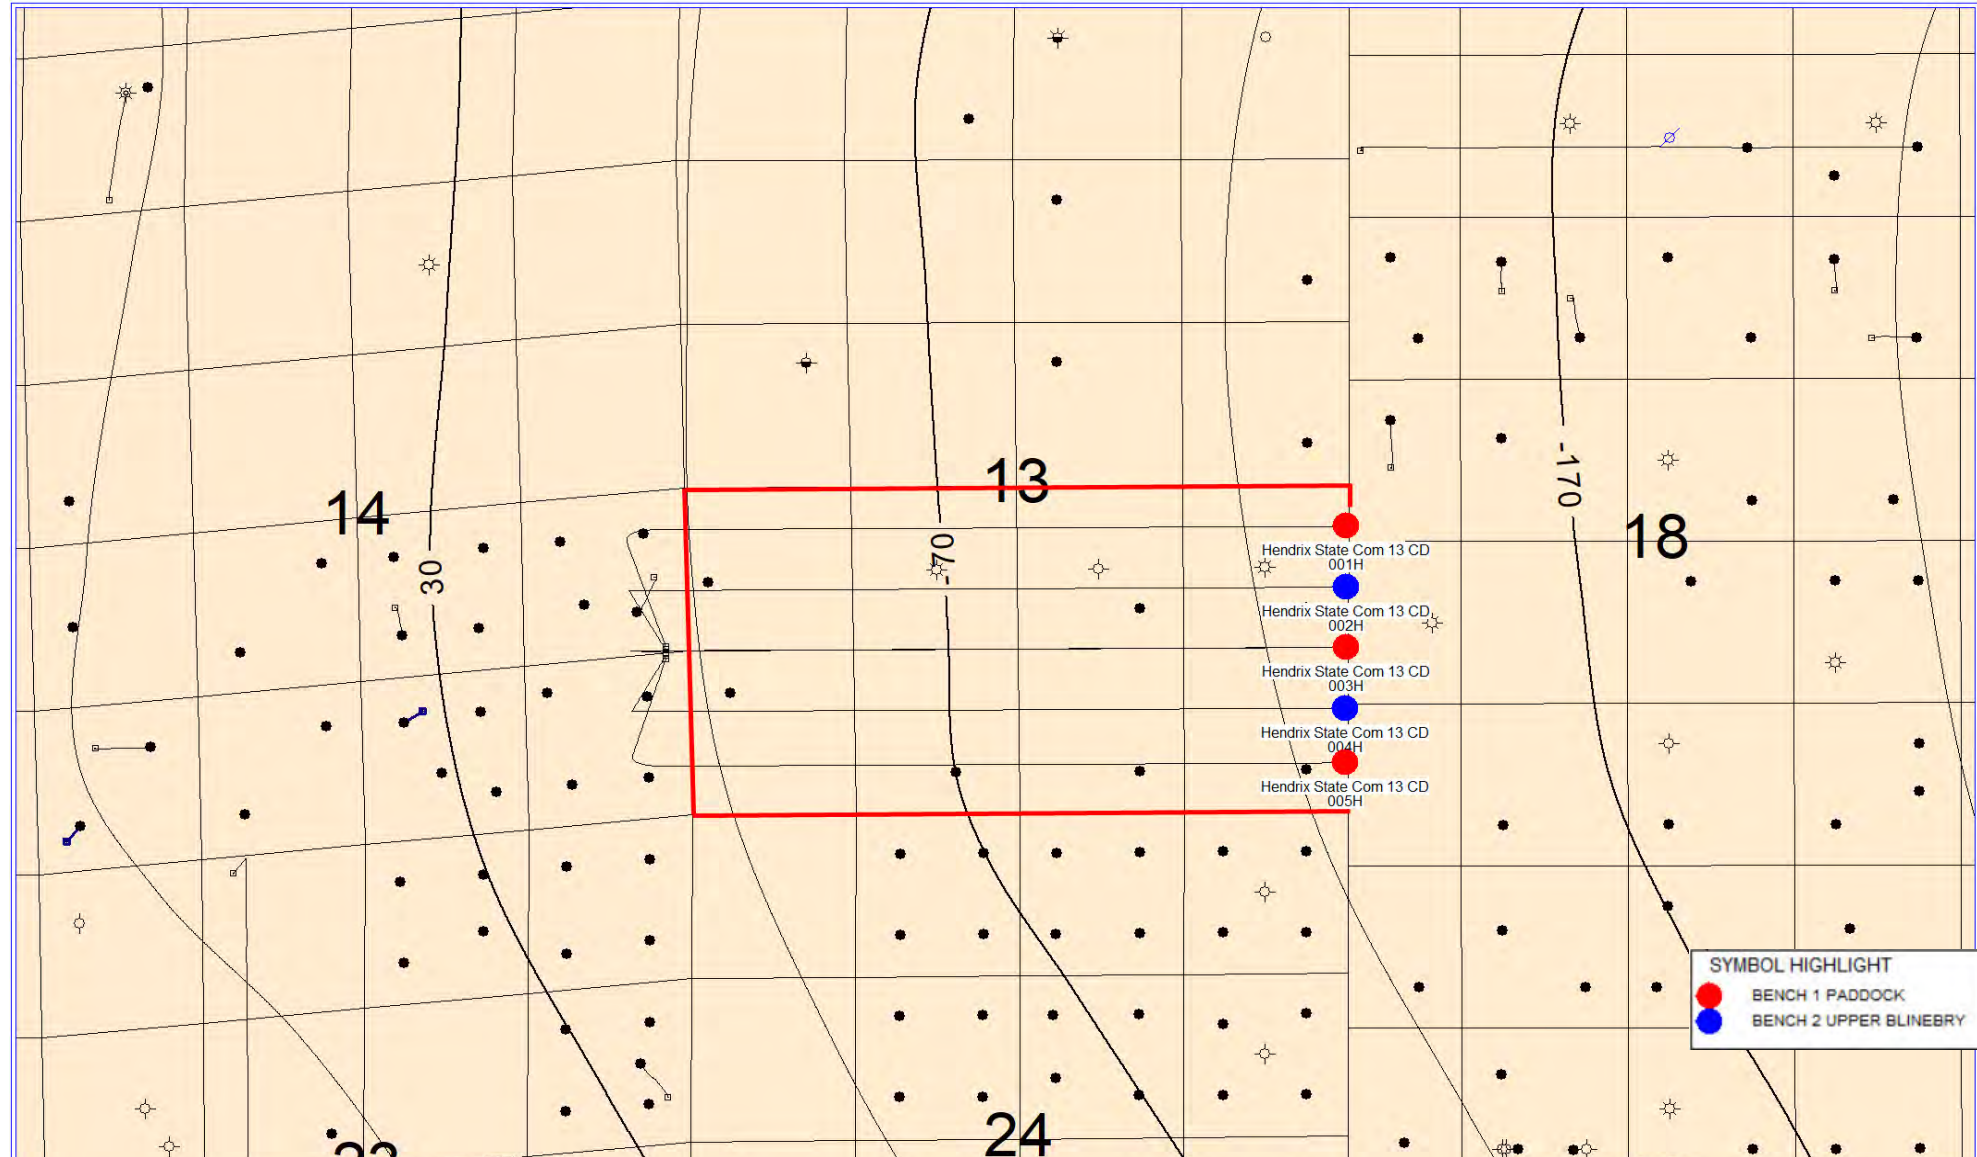 13
14
-170
18
Hendrix State Com 13 CD
001H
30
-70
Hendrix State Com 13 CD
002H
Hendrix State Com 13 CD
003H
Hendrix State Com 13 CD
004H
Hendrix State Com 13 CD
005H
SYMBOL HIGHLIGHT
BENCH 1 PADDOCK
BENCH 2 UPPER BLINEBRY
24